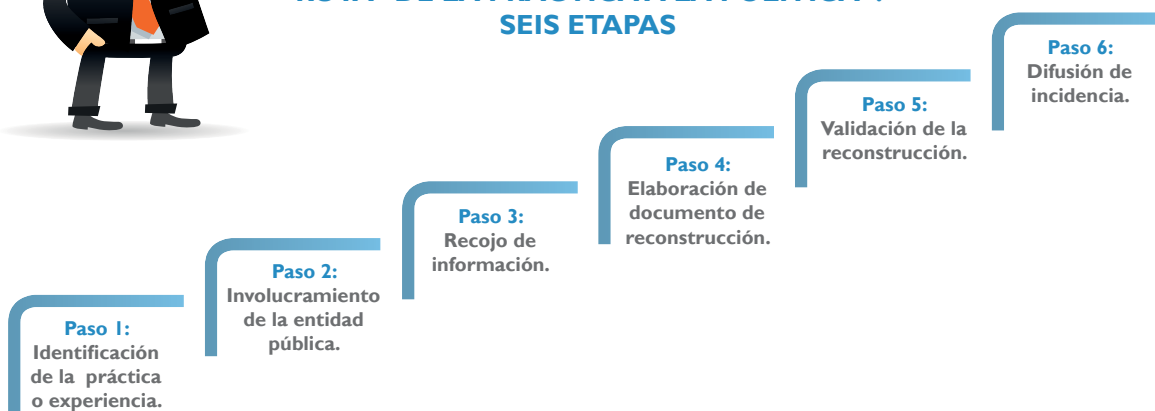 SEIS ETAPAS
Paso 1:
Identificación
de la práctica
o experiencia.
Paso 2:
Involucramiento
de la entidad
pública.
Paso 3:
Recojo de
información.
Paso 4:
Elaboración de
documento de
reconstrucción.
Paso 5:
Validación de la
reconstrucción.
Paso 6:
Difusión de
incidencia.